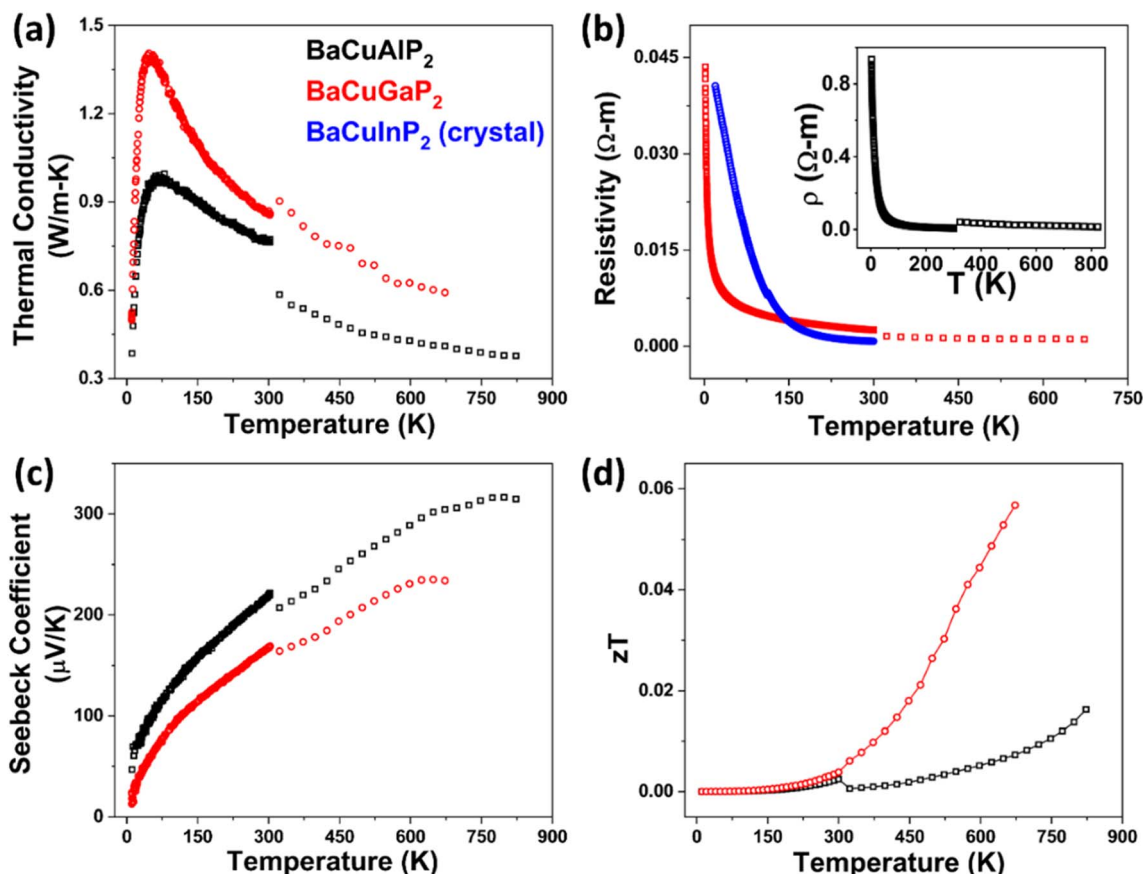 (a)
Thermal Conductivity
(W/m-K)
1.5
1.2
0.9
0.6
0.3
BaCuAlP₂
BaCuGaP₂
BaCuInP₂ (crystal)
0 150 300 450 600 750 900
Temperature (K)
(b)
Resistivity (Ω-m)
0.045
0.030
0.015
0.000
ρ (Ω-m)
0.8
0.4
0.0
0 200 400 600 800
T (K)
0 150 300 450 600 750
Temperature (K)
(c)
Seebeck Coefficient
(μV/K)
300
200
100
0
0 150 300 450 600 750 900
Temperature (K)
(d)
zT
0.06
0.04
0.02
0.00
0 150 300 450 600 750 900
Temperature (K)